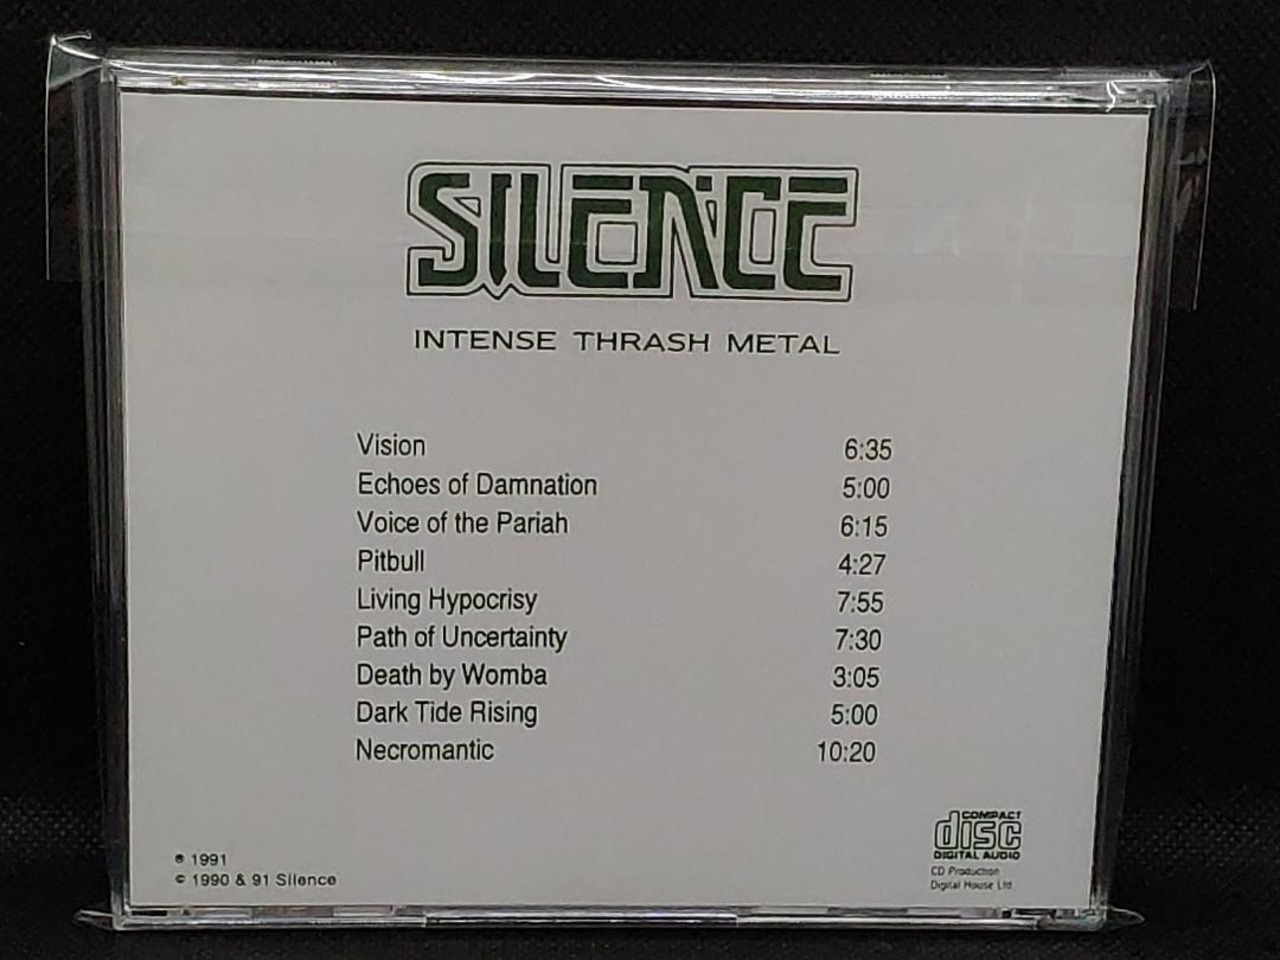 SILENCE
INTENSE THRASH METAL
Vision 6:35
Echoes of Damnation 5:00
Voice of the Pariah 6:15
Pitbull 4:27
Living Hypocrisy 7:55
Path of Uncertainty 7:30
Death by Womba 3:05
Dark Tide Rising 5:00
Necromantic 10:20
℗ 1991
© 1990 & 91 Silence
COMPACT
disc
DIGITAL AUDIO
CD Production
Digital House Ltd